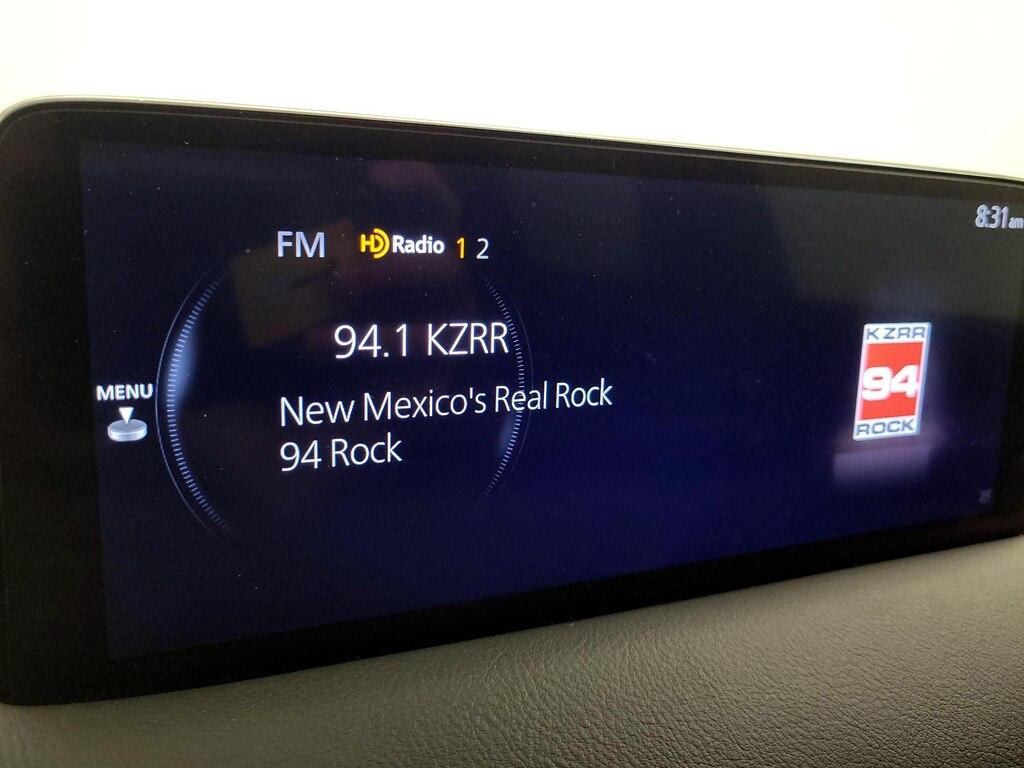 8:31am
FM HD Radio 1 2
94.1 KZRR
New Mexico's Real Rock
94 Rock
MENU
KZRR
94
ROCK